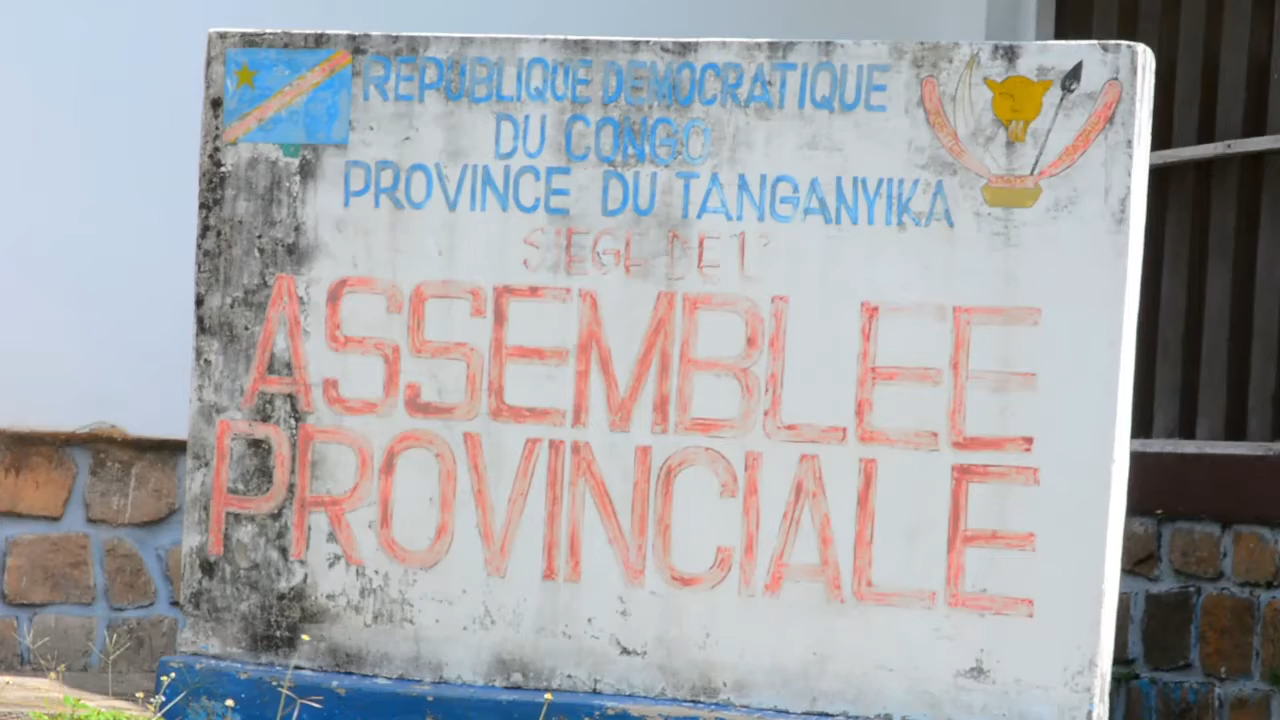 REPUBLIQUE DEMOCRATIQUE
DU CONGO
PROVINCE DU TANGANYIKA
SIEGE DE L'
ASSEMBLEE
PROVINCIALE